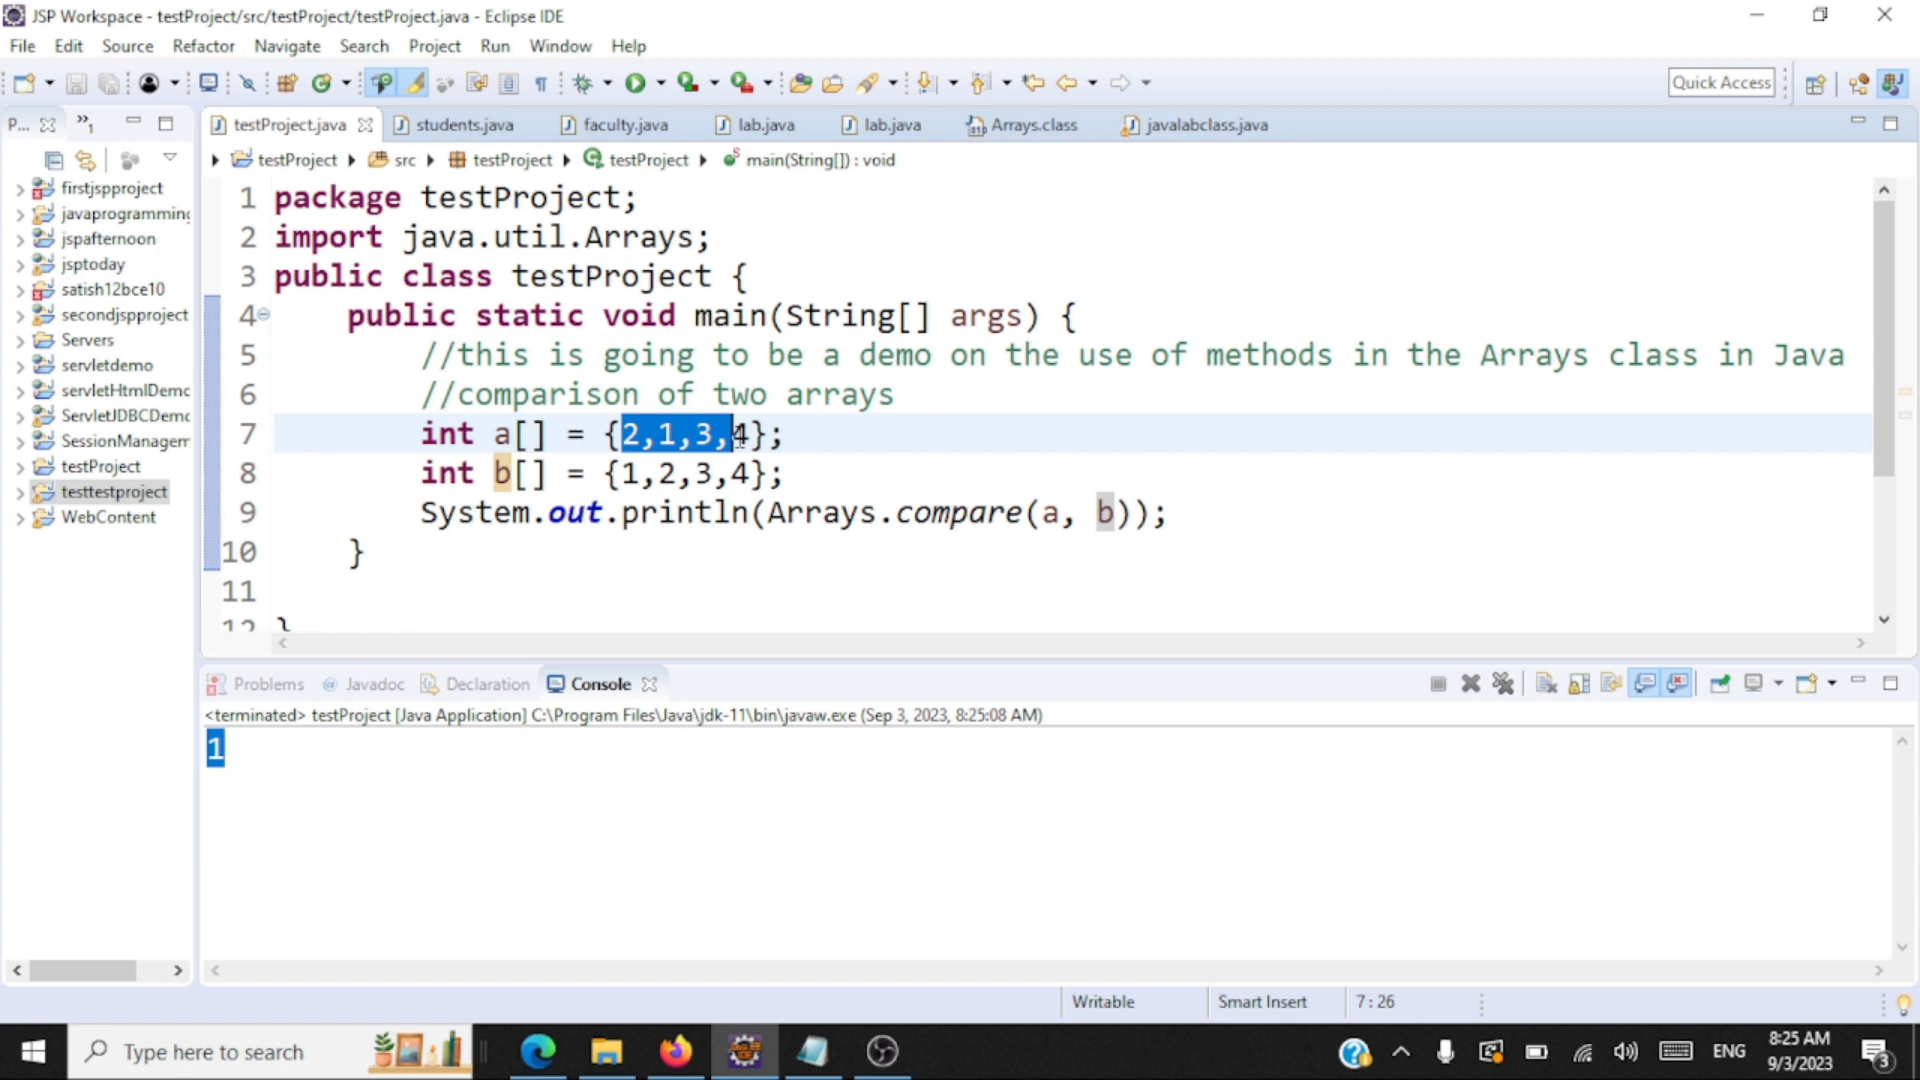 JSP Workspace - testProject/src/testProject/testProject.java - Eclipse IDE
File Edit Source Refactor Navigate Search Project Run Window Help
Quick Access
P... testProject.java students.java faculty.java lab.java lab.java Arrays.class javalabclass.java
testProject src testProject testProject main(String[]) : void
firstjspproject
javaprogramming
jspafternoon
jsptoday
satish12bce10
secondjspproject
Servers
servletdemo
servletHtmlDemo
ServletJDBCDemo
SessionManagem
testProject
testtestproject
WebContent
1 package testProject;
2 import java.util.Arrays;
3 public class testProject {
4 public static void main(String[] args) {
5 //this is going to be a demo on the use of methods in the Arrays class in Java
6 //comparison of two arrays
7 int a[] = {2,1,3,4};
8 int b[] = {1,2,3,4};
9 System.out.println(Arrays.compare(a, b));
10 }
11
12 }
Problems @ Javadoc Declaration Console
<terminated> testProject [Java Application] C:\Program Files\Java\jdk-11\bin\javaw.exe (Sep 3, 2023, 8:25:08 AM)
1
Writable Smart Insert 7 : 26
Type here to search
ENG
8:25 AM
9/3/2023
3